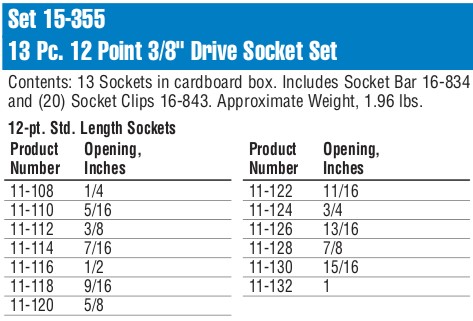 Set 15-355
13 Pc. 12 Point 3/8" Drive Socket Set
Contents: 13 Sockets in cardboard box. Includes Socket Bar 16-834
and (20) Socket Clips 16-843. Approximate Weight, 1.96 lbs.
12-pt. Std. Length Sockets
Product Number Opening, Inches
11-108 1/4
11-110 5/16
11-112 3/8
11-114 7/16
11-116 1/2
11-118 9/16
11-120 5/8
Product Number Opening, Inches
11-122 11/16
11-124 3/4
11-126 13/16
11-128 7/8
11-130 15/16
11-132 1